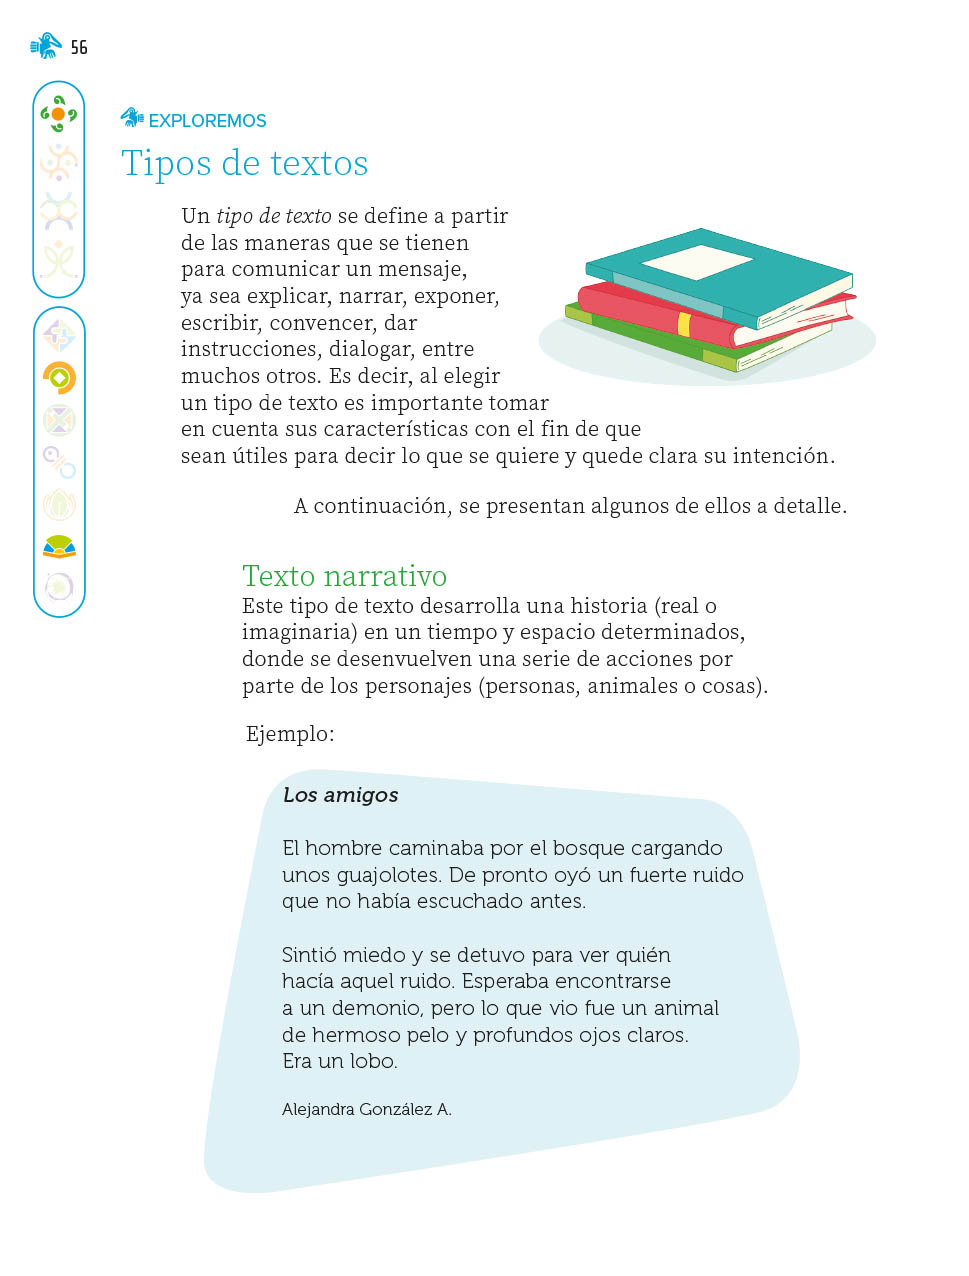 56
EXPLOREMOS
Tipos de textos
Un tipo de texto se define a partir
de las maneras que se tienen
para comunicar un mensaje,
ya sea explicar, narrar, exponer,
escribir, convencer, dar
instrucciones, dialogar, entre
muchos otros. Es decir, al elegir
un tipo de texto es importante tomar
en cuenta sus características con el fin de que
sean útiles para decir lo que se quiere y quede clara su intención.
A continuación, se presentan algunos de ellos a detalle.
Texto narrativo
Este tipo de texto desarrolla una historia (real o
imaginaria) en un tiempo y espacio determinados,
donde se desenvuelven una serie de acciones por
parte de los personajes (personas, animales o cosas).
Ejemplo:
Los amigos
El hombre caminaba por el bosque cargando
unos guajolotes. De pronto oyó un fuerte ruido
que no había escuchado antes.
Sintió miedo y se detuvo para ver quién
hacía aquel ruido. Esperaba encontrarse
a un demonio, pero lo que vio fue un animal
de hermoso pelo y profundos ojos claros.
Era un lobo.
Alejandra González A.